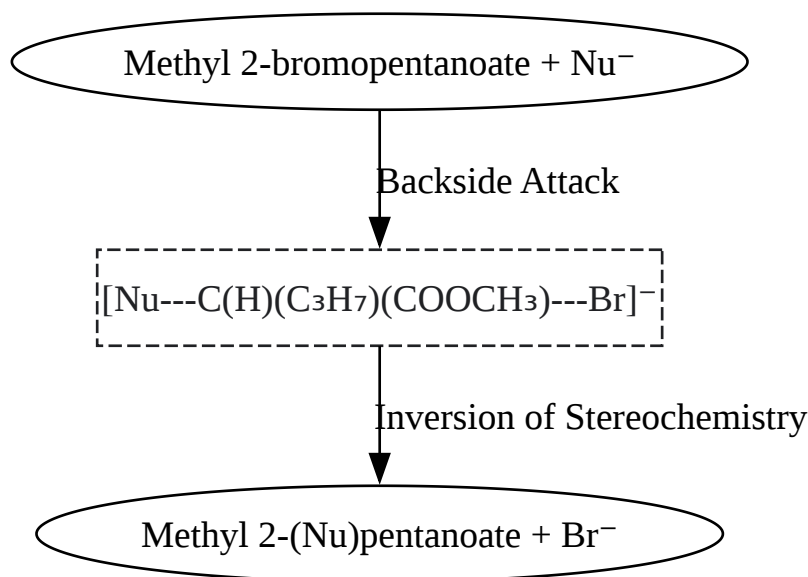 Methyl 2-bromopentanoate + Nu⁻
Backside Attack
[Nu---C(H)(C₃H₇)(COOCH₃)---Br]⁻
Inversion of Stereochemistry
Methyl 2-(Nu)pentanoate + Br⁻